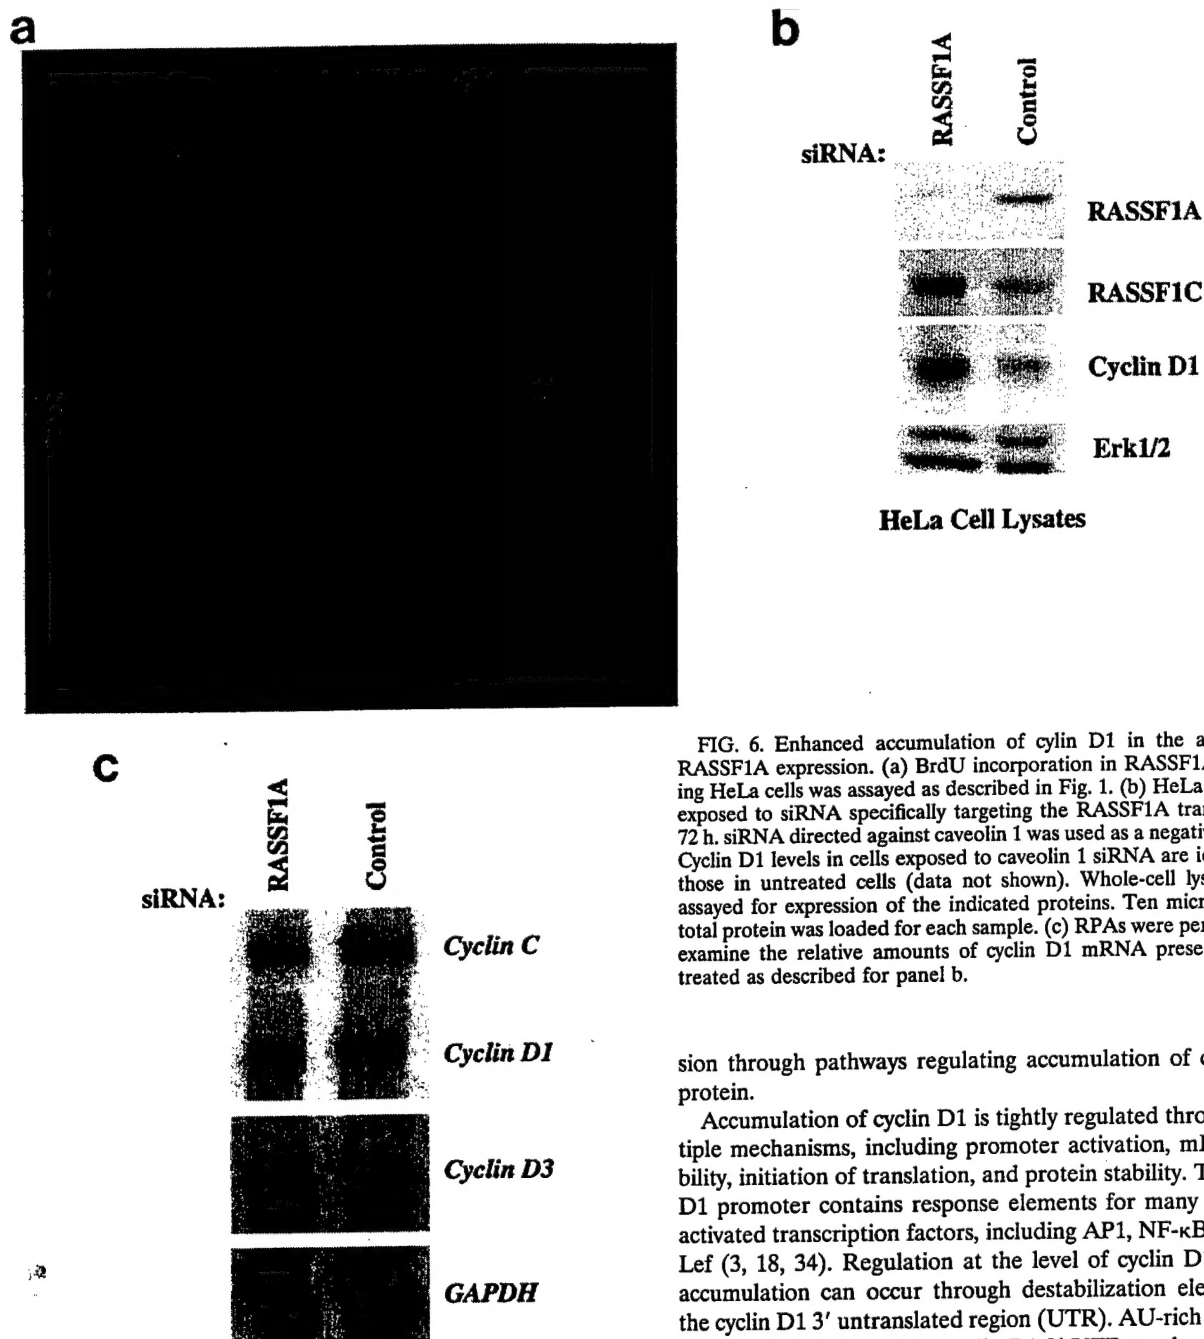 a
b
RASSF1A
Control
siRNA:
RASSF1A
RASSF1C
Cyclin D1
Erk1/2
HeLa Cell Lysates
c
RASSF1A
Control
siRNA:
Cyclin C
Cyclin D1
Cyclin D3
GAPDH
FIG. 6. Enhanced accumulation of cylin D1 in the a
RASSF1A expression. (a) BrdU incorporation in RASSF1
ing HeLa cells was assayed as described in Fig. 1. (b) HeLa
exposed to siRNA specifically targeting the RASSF1A tra
72 h. siRNA directed against caveolin 1 was used as a negati
Cyclin D1 levels in cells exposed to caveolin 1 siRNA are i
those in untreated cells (data not shown). Whole-cell lys
assayed for expression of the indicated proteins. Ten micr
total protein was loaded for each sample. (c) RPAs were per
examine the relative amounts of cyclin D1 mRNA prese
treated as described for panel b.
sion through pathways regulating accumulation of
protein.
Accumulation of cyclin D1 is tightly regulated thro
tiple mechanisms, including promoter activation, m
bility, initiation of translation, and protein stability. T
D1 promoter contains response elements for many
activated transcription factors, including AP1, NF-κB
Lef (3, 18, 34). Regulation at the level of cyclin D
accumulation can occur through destabilization ele
the cyclin D1 3′ untranslated region (UTR). AU-rich